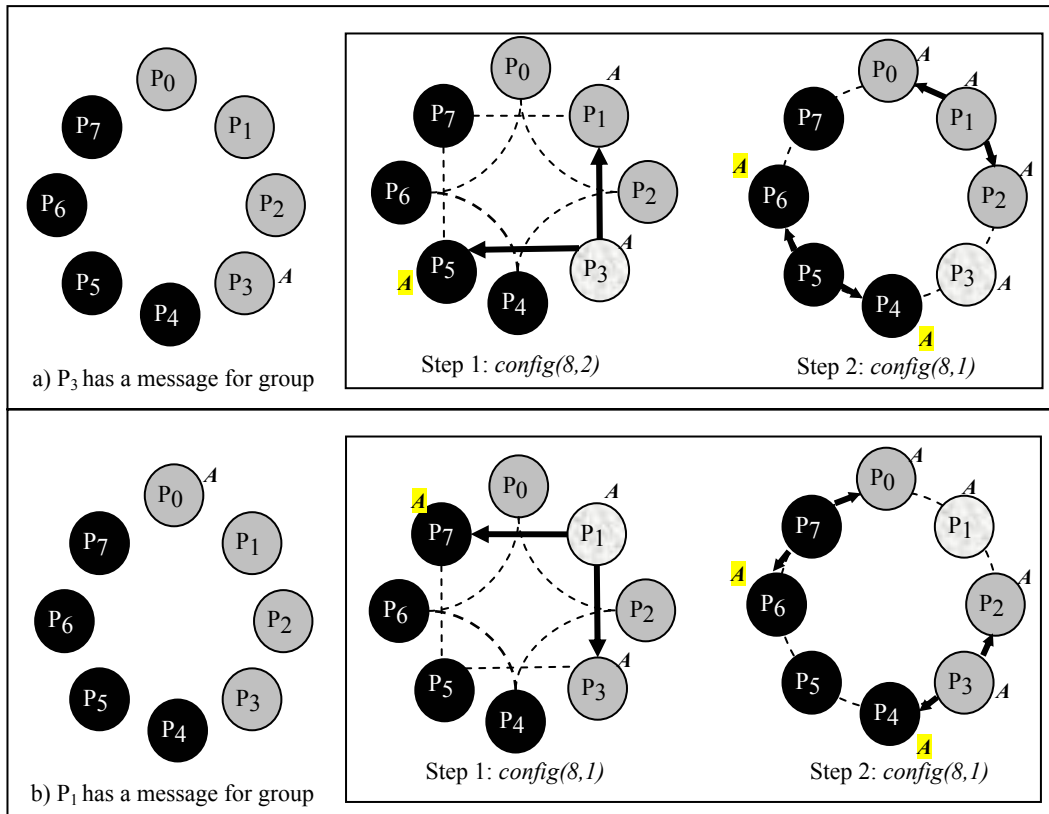 P0
P1
P2
P3
A
P4
P5
P6
P7
a) P3 has a message for group
P0
A
P1
P2
A
P3
P4
A
P5
P6
P7
Step 1: config(8,2)
P0
A
A
P1
A
P2
P3
A
P4
A
P5
A
P6
P7
Step 2: config(8,1)
P0
A
P1
P2
P3
P4
P5
P6
P7
b) P1 has a message for group
P0
A
P1
P2
A
P3
P4
P5
P6
A
P7
Step 1: config(8,1)
P0
A
A
P1
A
P2
P3
A
P4
A
P5
A
P6
P7
Step 2: config(8,1)